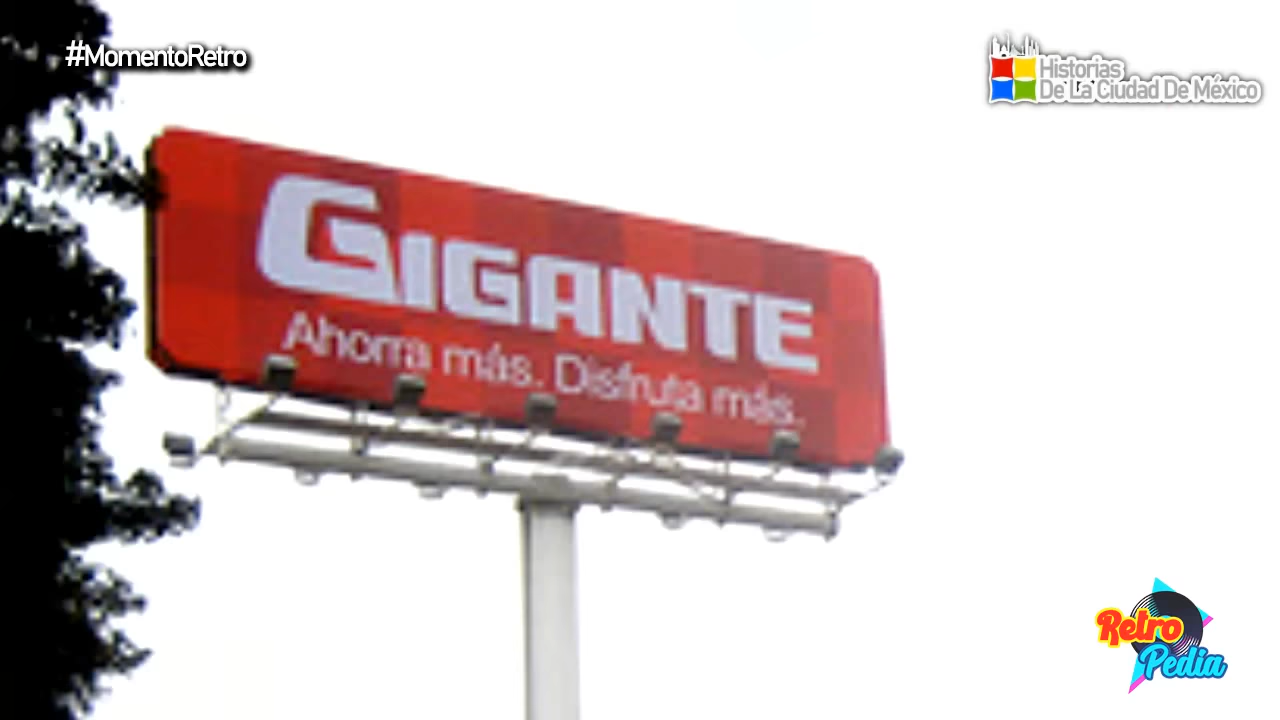 #MomentoRetro
Historias
De La Ciudad De México
GIGANTE
Ahorra más. Disfruta más.
Retro
Pedia